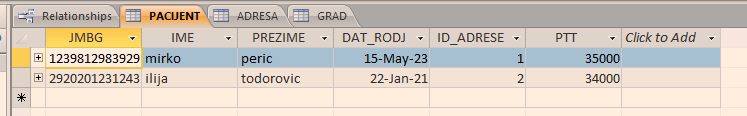 Relationships PACIJENT ADRESA GRAD
JMBG IME PREZIME DAT_RODJ ID_ADRESE PTT Click to Add
1239812983929 mirko peric 15-May-23 1 35000
2920201231243 ilija todorovic 22-Jan-21 2 34000